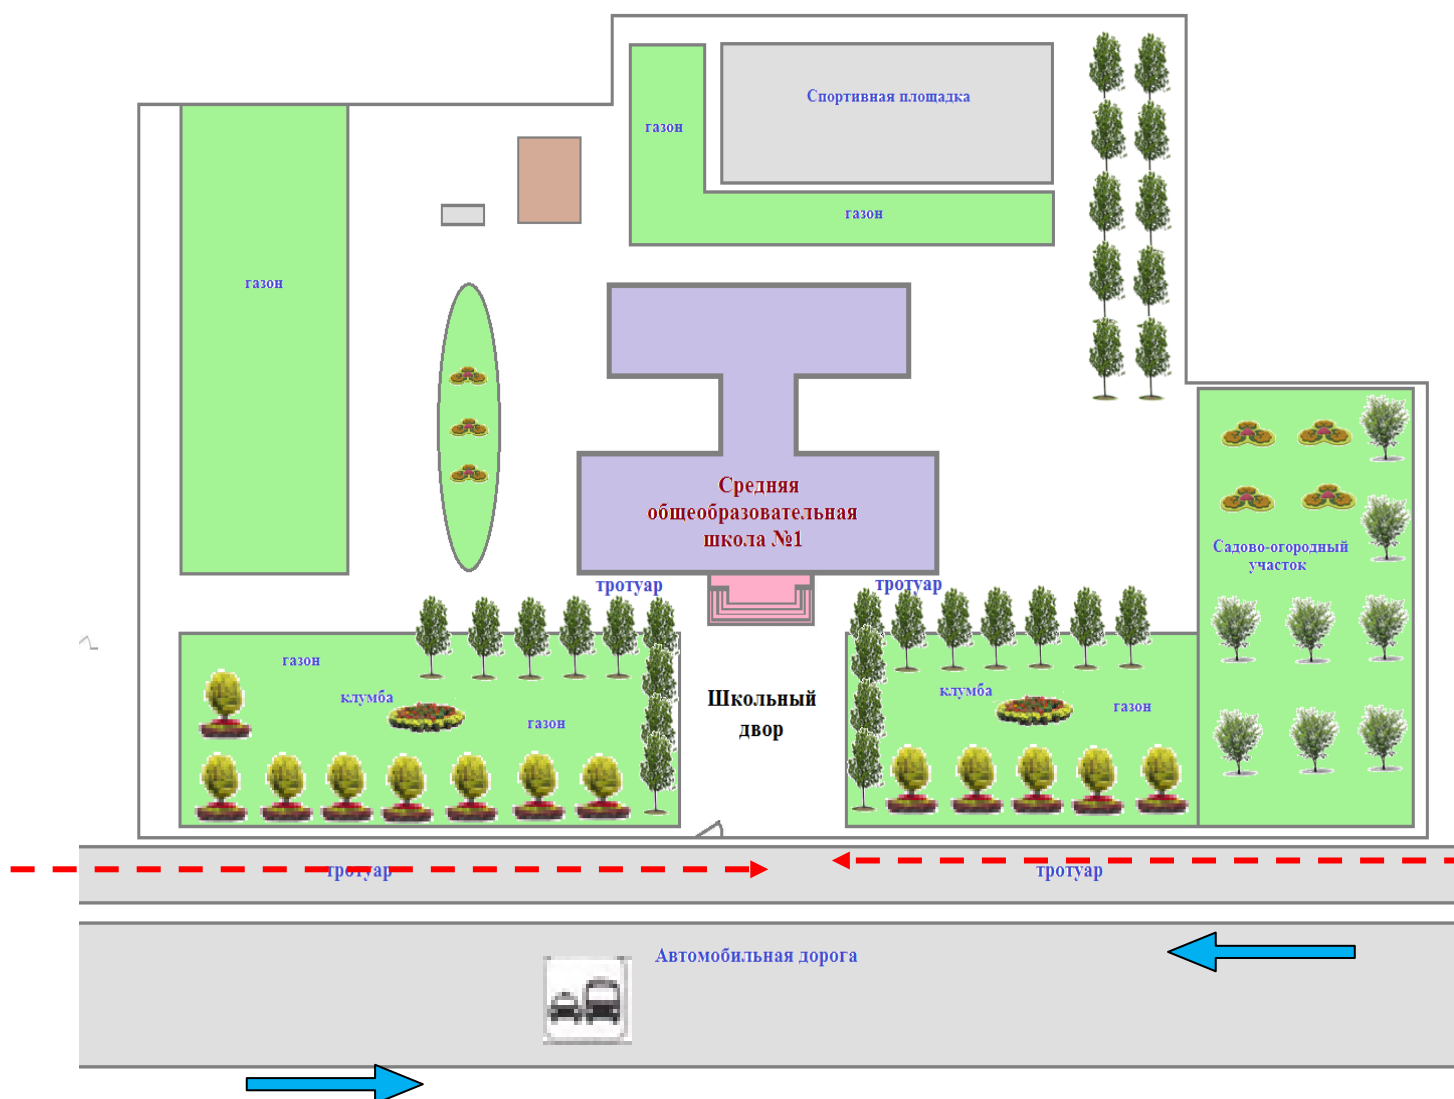 Спортивная площадка
газон
газон
газон
Средняя
общеобразовательная
школа №1
тротуар
тротуар
Садово-огородный
участок
газон
клумба
газон
Школьный
двор
клумба
газон
тротуар
тротуар
Автомобильная дорога